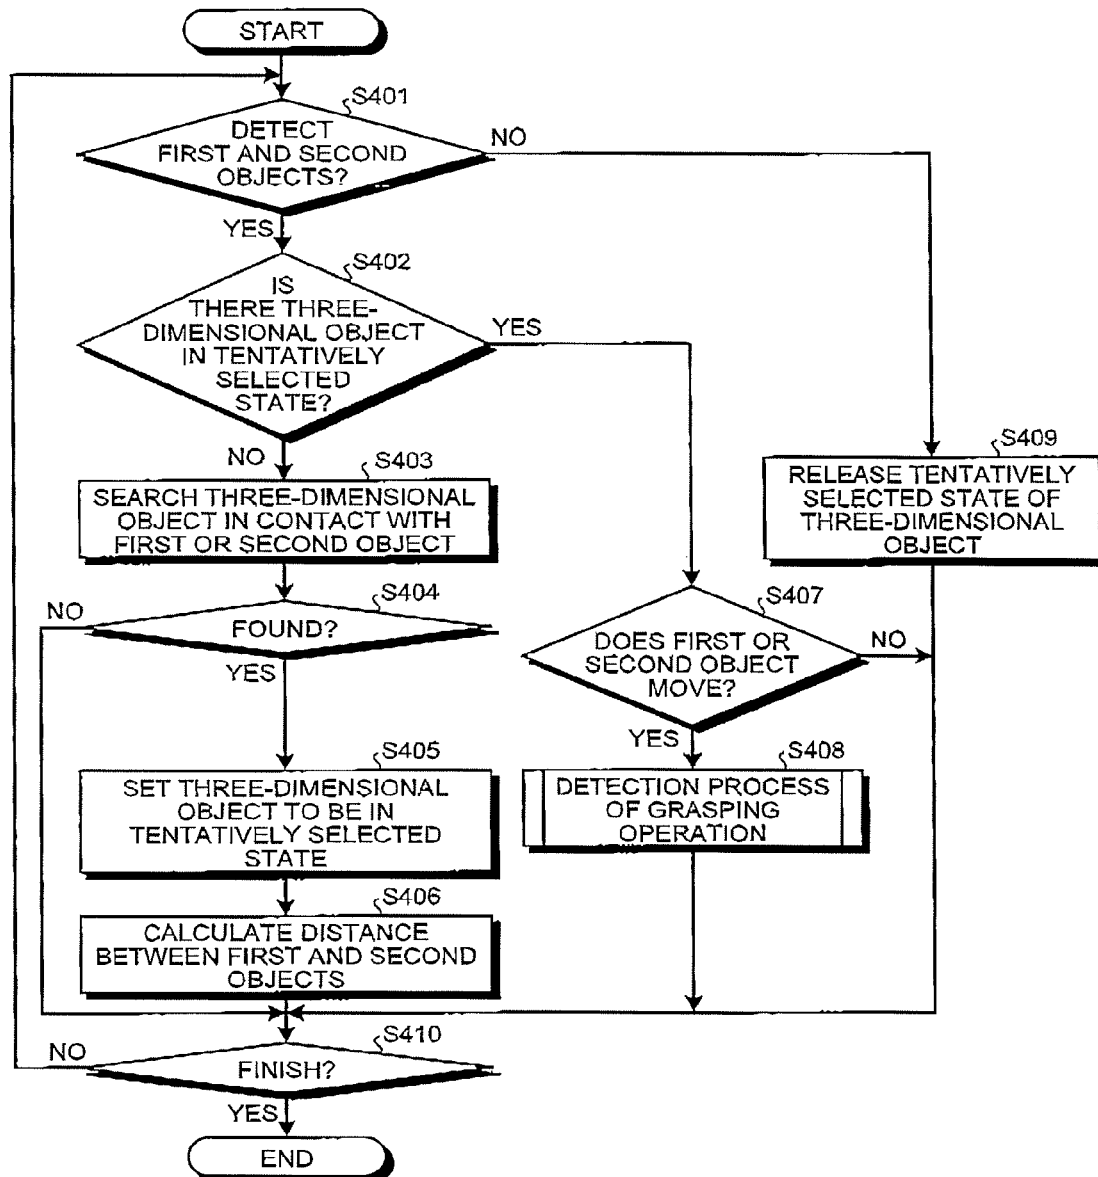 START
S401
DETECT
FIRST AND SECOND
OBJECTS?
NO
YES
S402
IS
THERE THREE-
DIMENSIONAL OBJECT
IN TENTATIVELY
SELECTED
STATE?
YES
NO
S403
SEARCH THREE-DIMENSIONAL
OBJECT IN CONTACT WITH
FIRST OR SECOND OBJECT
S409
RELEASE TENTATIVELY
SELECTED STATE OF
THREE-DIMENSIONAL
OBJECT
S404
NO
FOUND?
YES
S407
DOES FIRST OR
SECOND OBJECT
MOVE?
NO
YES
S405
SET THREE-DIMENSIONAL
OBJECT TO BE IN
TENTATIVELY SELECTED
STATE
S408
DETECTION PROCESS
OF GRASPING
OPERATION
S406
CALCULATE DISTANCE
BETWEEN FIRST AND SECOND
OBJECTS
S410
NO
FINISH?
YES
END